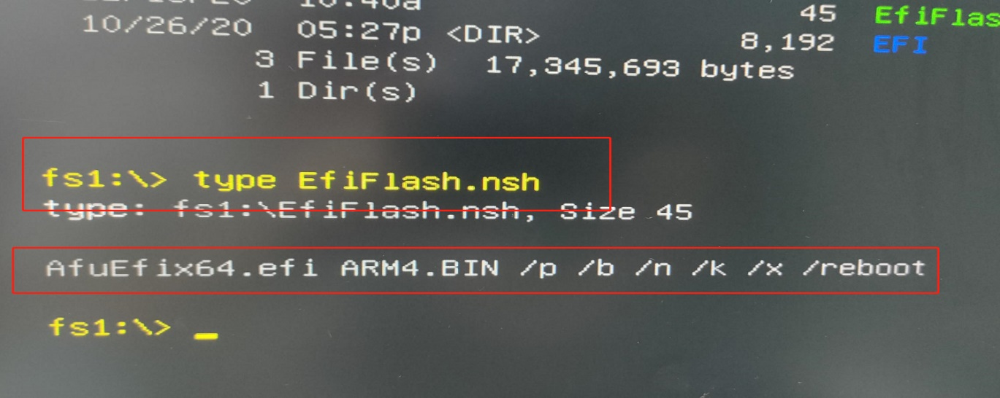 10:40a
10/26/20 05:27p <DIR> 8,192 EFI
45 EfiFlas
3 File(s) 17,345,693 bytes
1 Dir(s)
fs1:\> type EfiFlash.nsh
type: fs1:\EfiFlash.nsh, Size 45
AfuEfix64.efi ARM4.BIN /p /b /n /k /x /reboot
fs1:\> _